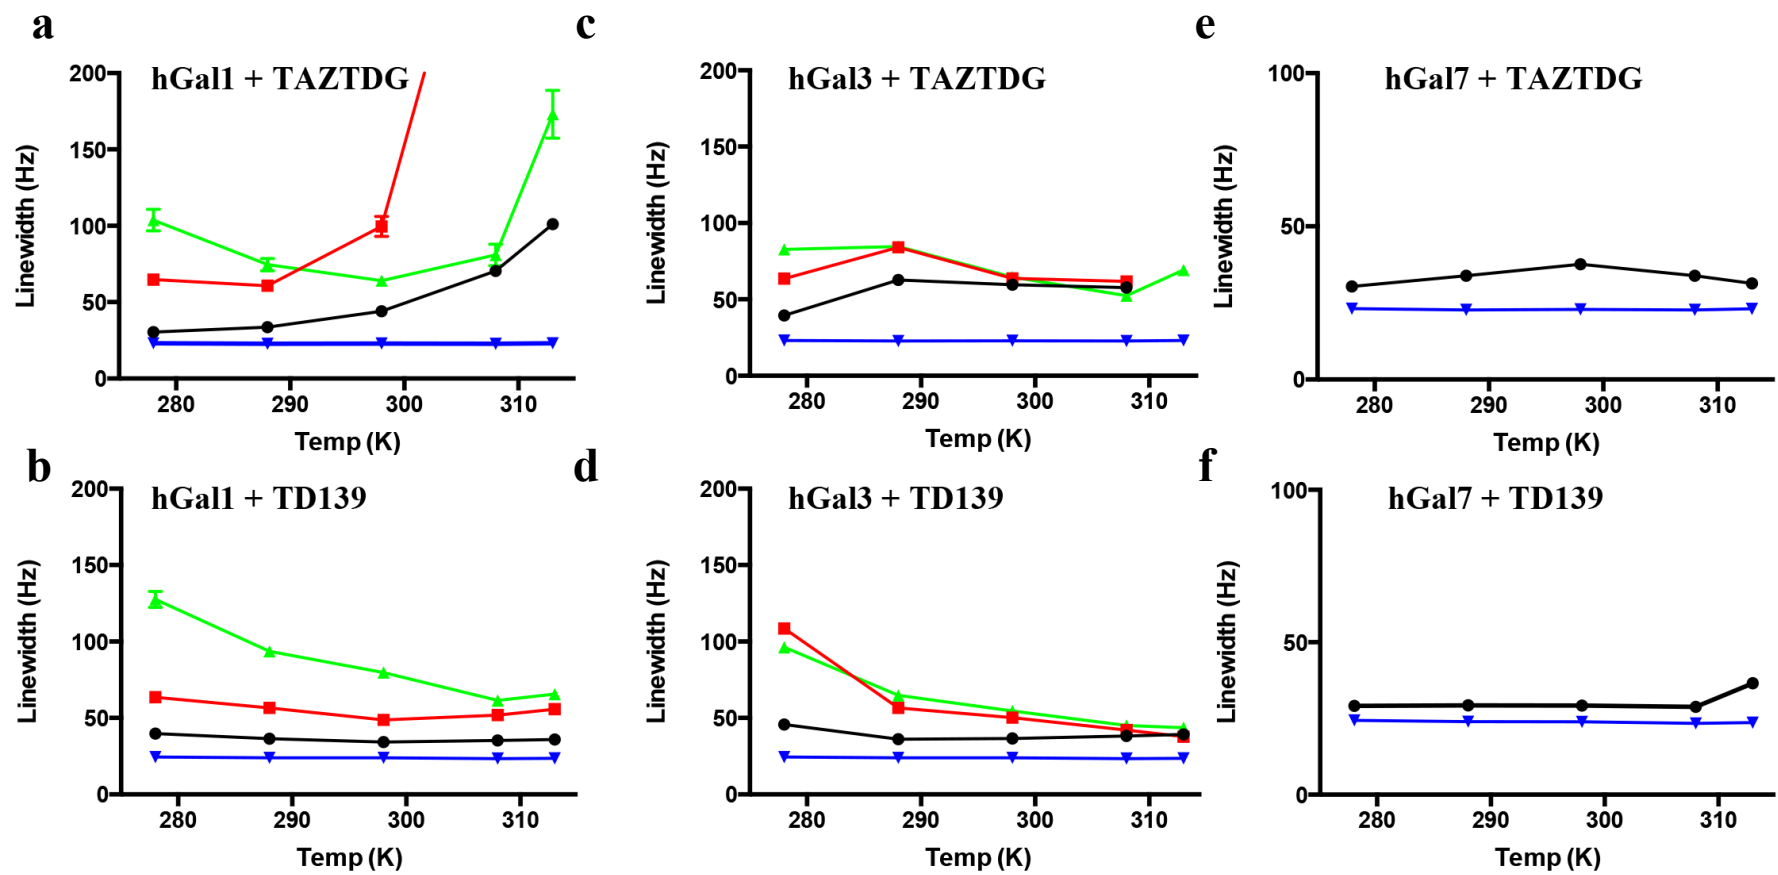 a
hGal1 + TAZTDG
Linewidth (Hz)
200
150
100
50
0
280 290 300 310
Temp (K)
c
hGal3 + TAZTDG
Linewidth (Hz)
200
150
100
50
0
280 290 300 310
Temp (K)
e
hGal7 + TAZTDG
Linewidth (Hz)
100
50
0
280 290 300 310
Temp (K)
b
hGal1 + TD139
Linewidth (Hz)
200
150
100
50
0
280 290 300 310
Temp (K)
d
hGal3 + TD139
Linewidth (Hz)
200
150
100
50
0
280 290 300 310
Temp (K)
f
hGal7 + TD139
Linewidth (Hz)
100
50
0
280 290 300 310
Temp (K)